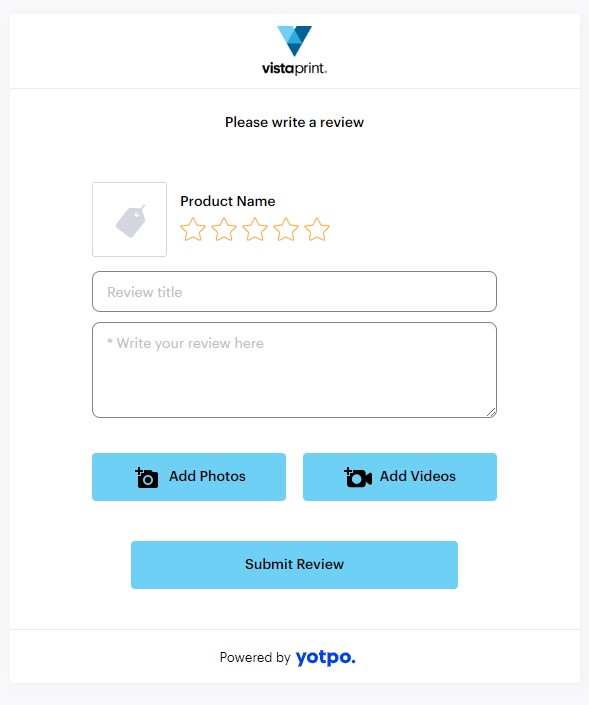 vistaprint.
Please write a review
Product Name
Review title
* Write your review here
Add Photos
Add Videos
Submit Review
Powered by yotpo.